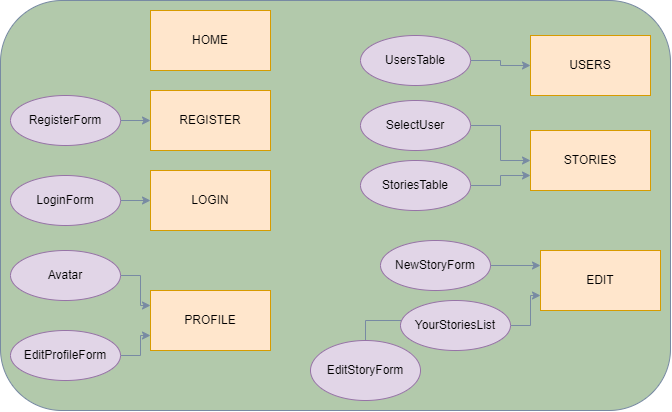 HOME
RegisterForm
REGISTER
LoginForm
LOGIN
Avatar
PROFILE
EditProfileForm
UsersTable
USERS
SelectUser
STORIES
StoriesTable
NewStoryForm
EDIT
YourStoriesList
EditStoryForm